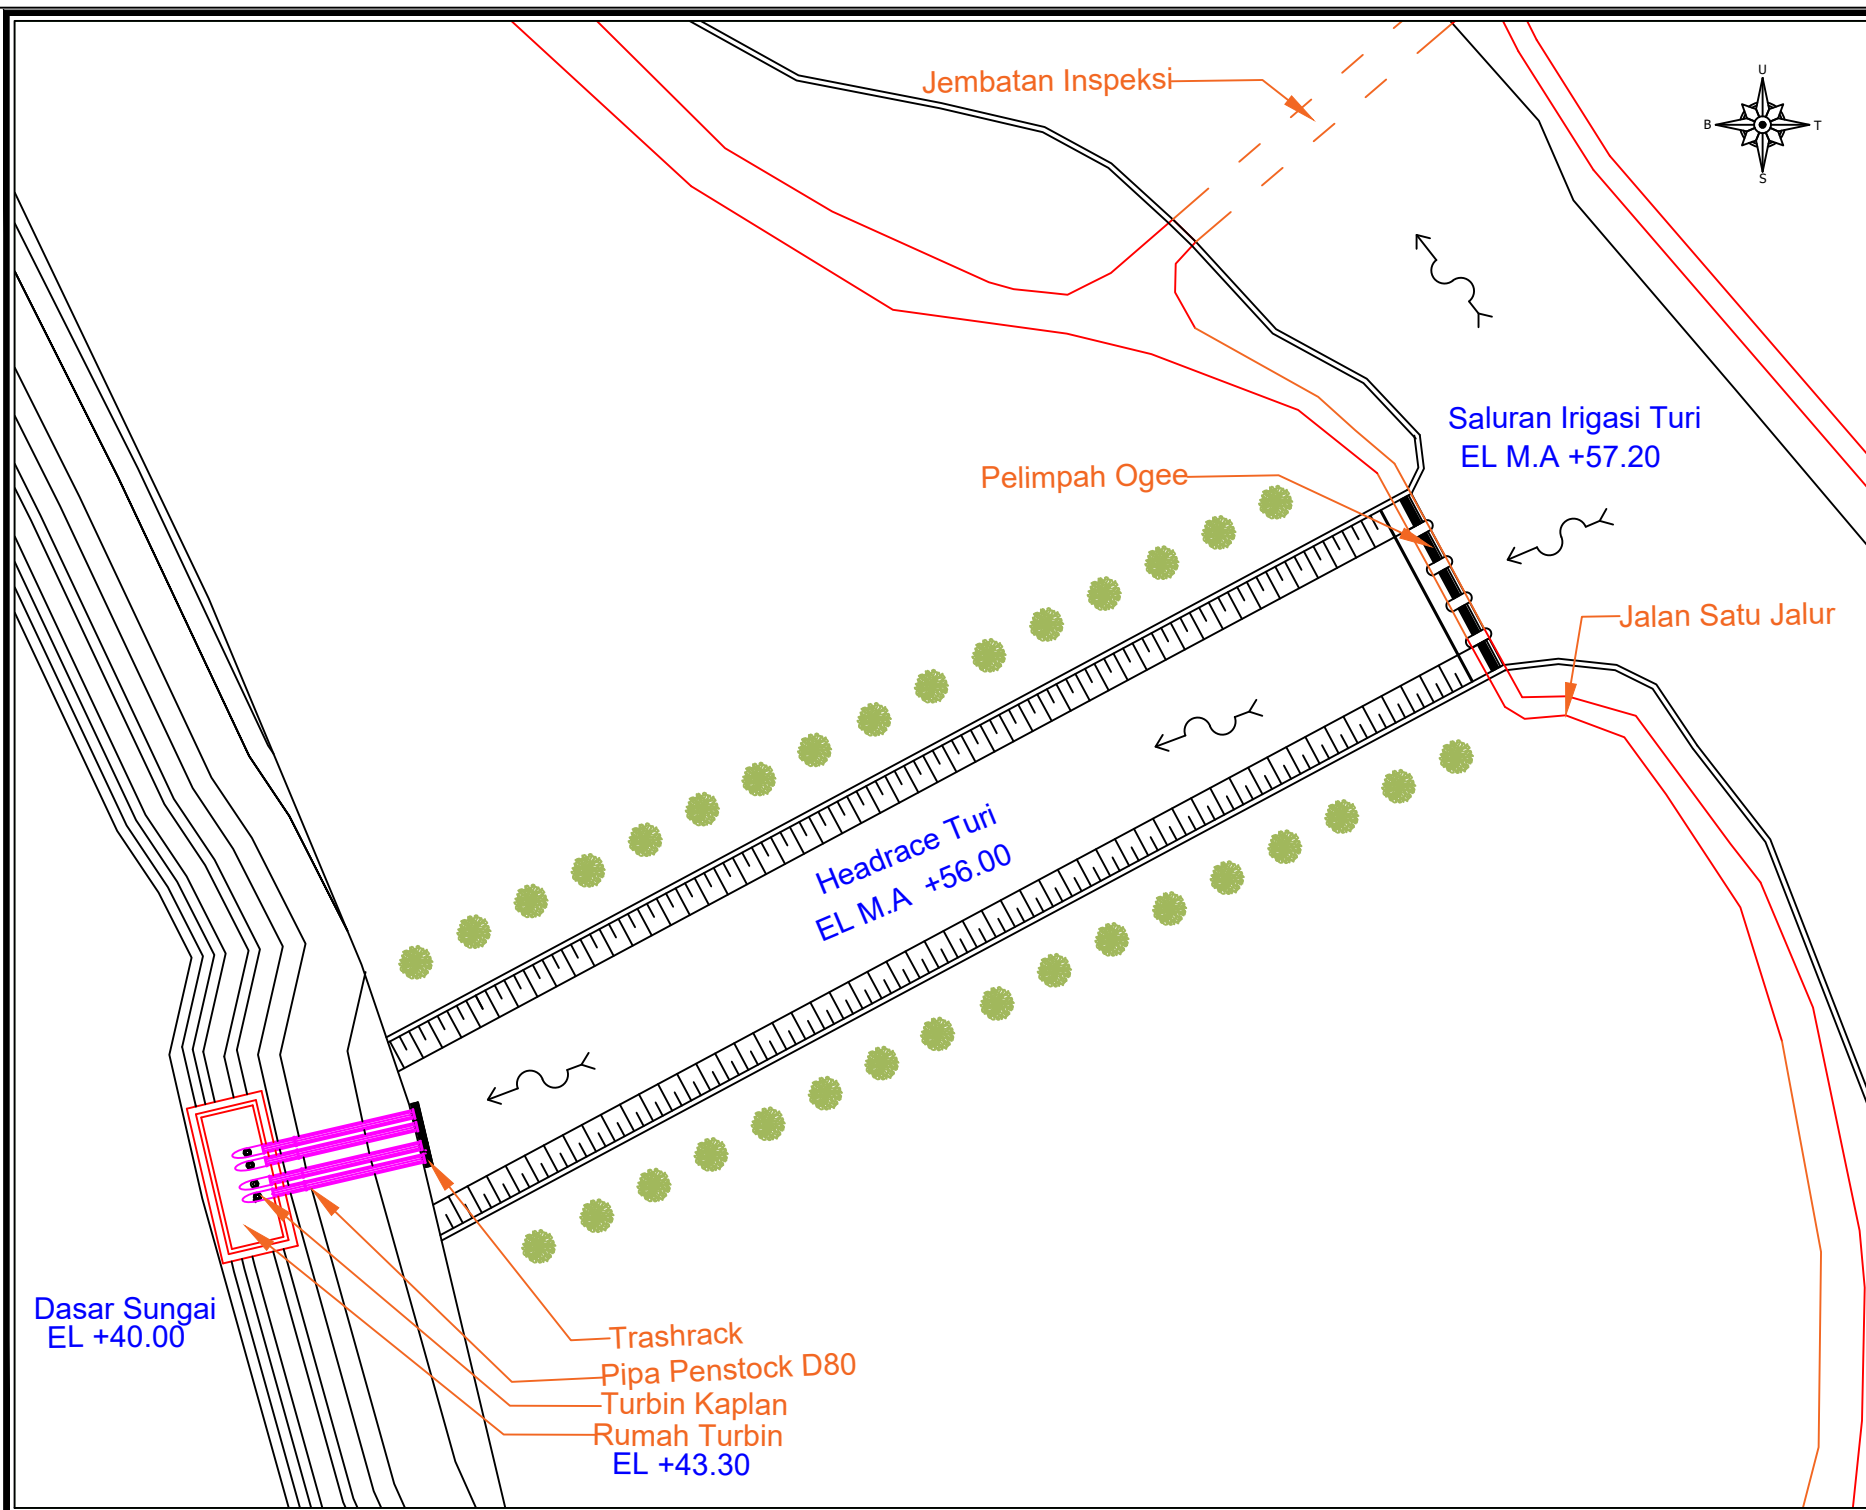 Jembatan Inspeksi
U
B
T
S
Saluran Irigasi Turi
EL M.A +57.20
Pelimpah Ogee
Jalan Satu Jalur
Headrace Turi
EL M.A +56.00
Dasar Sungai
EL +40.00
Trashrack
Pipa Penstock D80
Turbin Kaplan
Rumah Turbin
EL +43.30